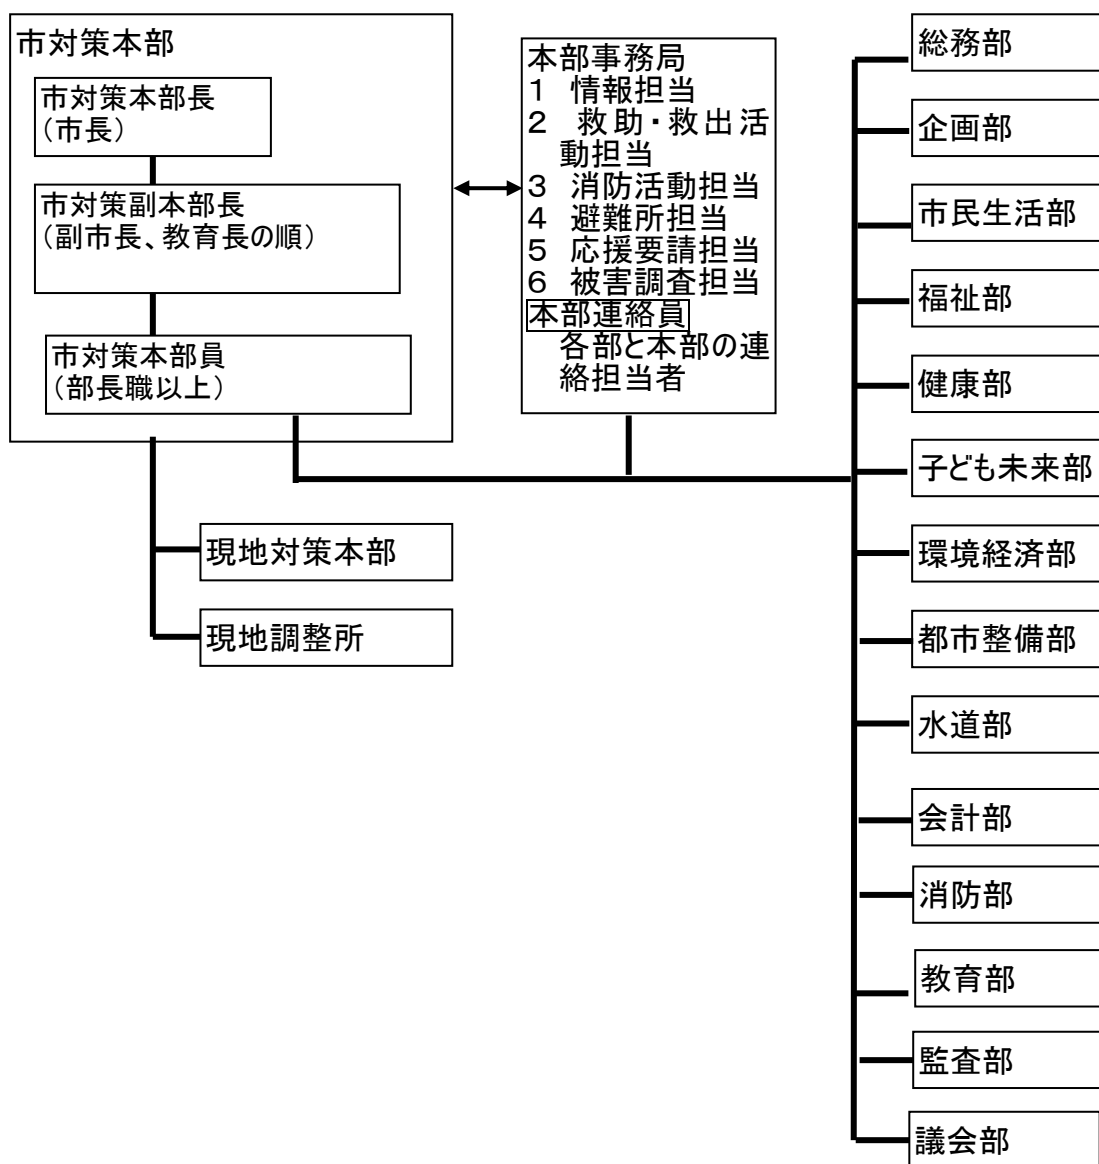 市対策本部
市対策本部長
(市長)
市対策副本部長
(副市長、教育長の順)
市対策本部員
(部長職以上)
現地対策本部
現地調整所
本部事務局
1 情報担当
2 救助・救出活
動担当
3 消防活動担当
4 避難所担当
5 応援要請担当
6 被害調査担当
本部連絡員
各部と本部の連
絡担当者
総務部
企画部
市民生活部
福祉部
健康部
子ども未来部
環境経済部
都市整備部
水道部
会計部
消防部
教育部
監査部
議会部